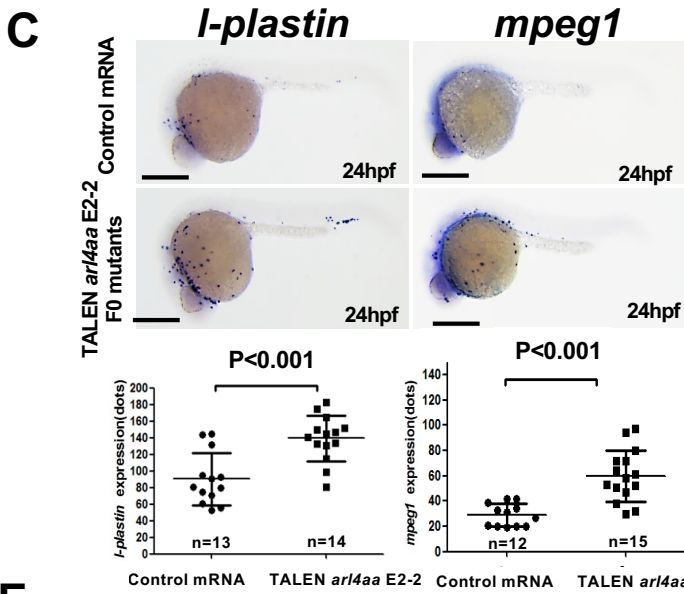 C
l-plastin mpeg1
Control mRNA
24hpf
24hpf
TALEN arl4aa E2-2
F0 mutants
24hpf
24hpf
P<0.001
l-plastin expression(dots)
200
180
160
140
120
100
80
60
40
20
0
n=13
n=14
Control mRNA
TALEN arl4aa E2-2
P<0.001
mpeg1 expression(dots)
140
120
100
80
60
40
20
0
n=12
n=15
Control mRNA
TALEN arl4aa